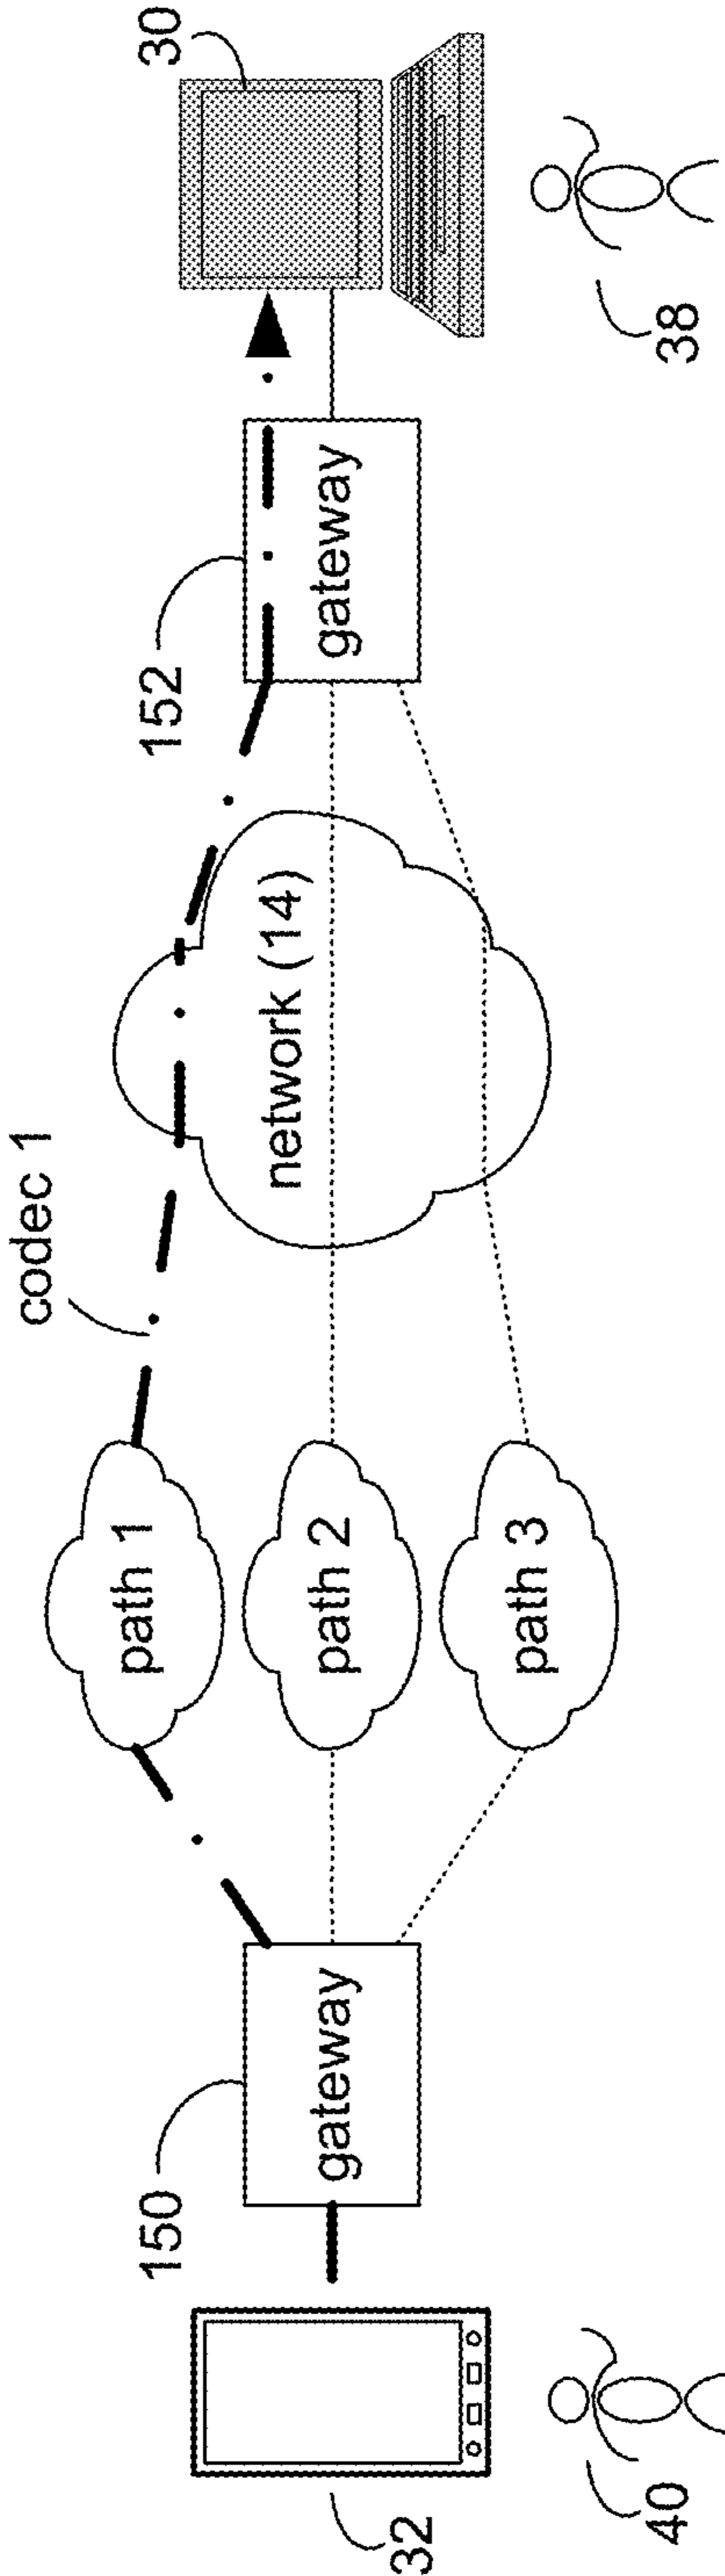 codec 1
30
150
152
path 1
gateway
path 2
network (14)
gateway
path 3
32
40
38